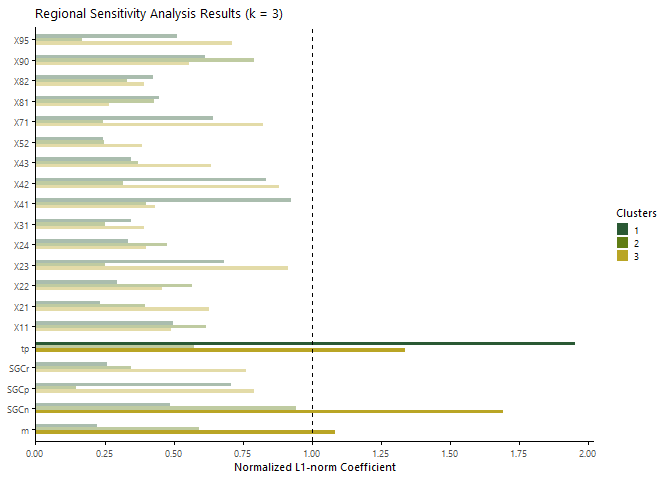 Regional Sensitivity Analysis Results (k = 3)
X95
X90
X82
X81
X71
X52
X43
X42
X41
X31
X24
X23
X22
X21
X11
tp
SGCr
SGCp
SGCn
m
0.00 0.25 0.50 0.75 1.00 1.25 1.50 1.75 2.00
Normalized L1-norm Coefficient
Clusters
1
2
3